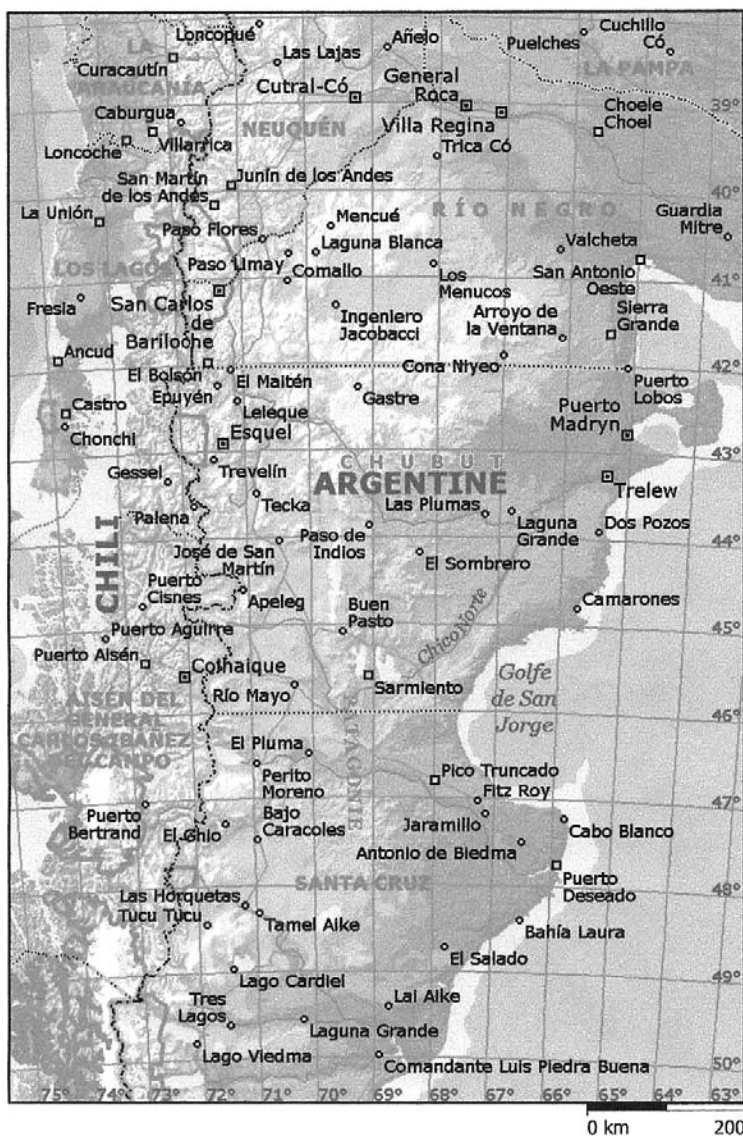 Loncopué
Cuchillo
Có
Añelo
Puelches
Las Lajas
LA
ARAUCANÍA
Curacautín
LA PAMPA
Cutral-Có
General
Roca
Caburgua
NEUQUÉN
Choele
Choel
39°
Loncoche
Villarrica
Villa Regina
Trica Có
San Martín
de los Andes
Junín de los Andes
40°
La Unión
Mencué
RÍO NEGRO
Guardia
Mitre
Paso Flores
Laguna Blanca
Valcheta
LOS LAGOS
Paso Limay
Comallo
Los
Menucos
San Antonio
Oeste
41°
Fresia
San Carlos
de
Bariloche
Ingeniero
Jacobacci
Arroyo de
la Ventana
Sierra
Grande
Ancud
El Bolsón
El Maitén
Cona Niyeo
42°
Epuyén
Leleque
Gastre
Puerto
Lobos
Castro
Chonchi
Esquel
Puerto
Madryn
CHUBUT
43°
Gessel
Trevelín
ARGENTINE
Trelew
Palena
Tecka
Las Plumas
Laguna
Grande
Dos Pozos
CHILI
José de San
Martín
Paso de
Indios
El Sombrero
44°
Puerto
Cisnes
Apeleg
Buen
Pasto
Chico Norte
Camarones
Puerto Aguirre
45°
Puerto Aisén
Coihaique
Río Mayo
Sarmiento
Golfe
de San
Jorge
AISÉN DEL
GENERAL
CARLOS IBÁÑEZ
DEL CAMPO
PATAGONIE
46°
El Pluma
Perito
Moreno
Pico Truncado
Fitz Roy
Puerto
Bertrand
El Ghio
Bajo
Caracoles
Jaramillo
Cabo Blanco
47°
Antonio de Biedma
SANTA CRUZ
Puerto
Deseado
48°
Las Horquetas
Tucu Tucu
Tamel Aike
Bahía Laura
El Salado
Lago Cardiel
49°
Tres
Lagos
Lai Aike
Laguna Grande
Lago Viedma
Comandante Luis Piedra Buena
50°
75° 74° 73° 72° 71° 70° 69° 68° 67° 66° 65° 64° 63°
0 km 200